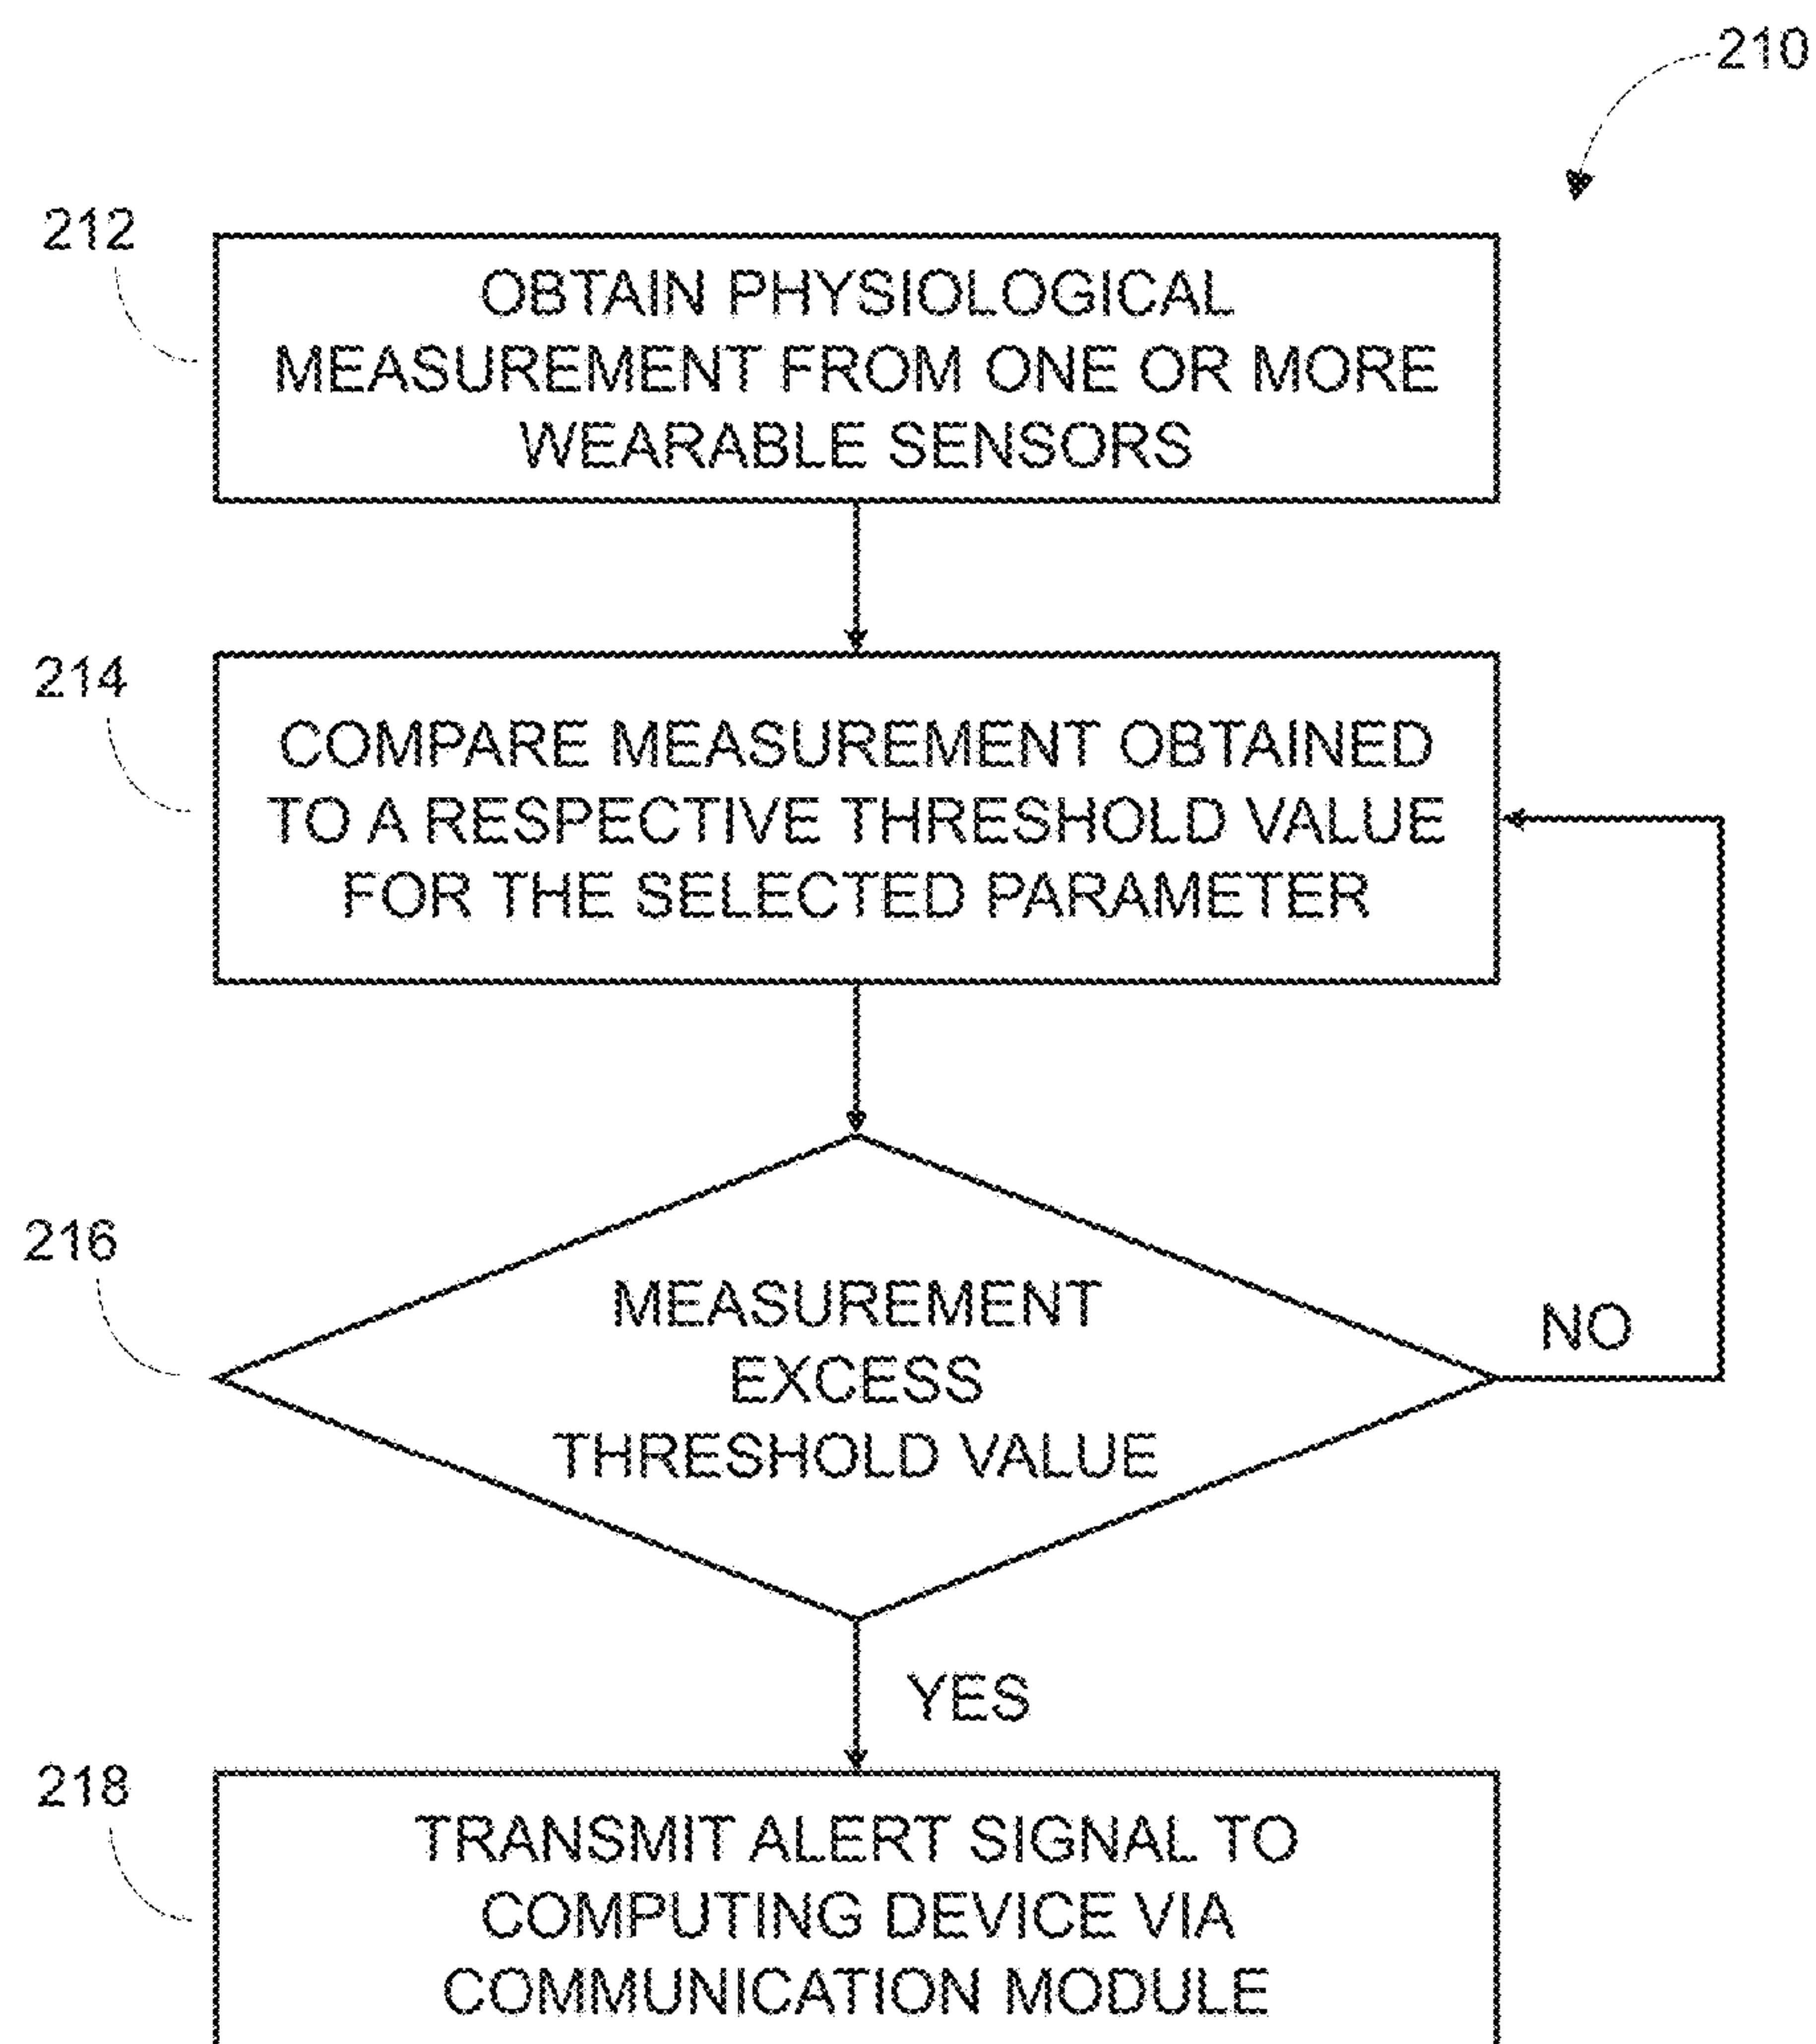 210
212
OBTAIN PHYSIOLOGICAL
MEASUREMENT FROM ONE OR MORE
WEARABLE SENSORS
214
COMPARE MEASUREMENT OBTAINED
TO A RESPECTIVE THRESHOLD VALUE
FOR THE SELECTED PARAMETER
216
MEASUREMENT
EXCESS
THRESHOLD VALUE
NO
YES
218
TRANSMIT ALERT SIGNAL TO
COMPUTING DEVICE VIA
COMMUNICATION MODULE